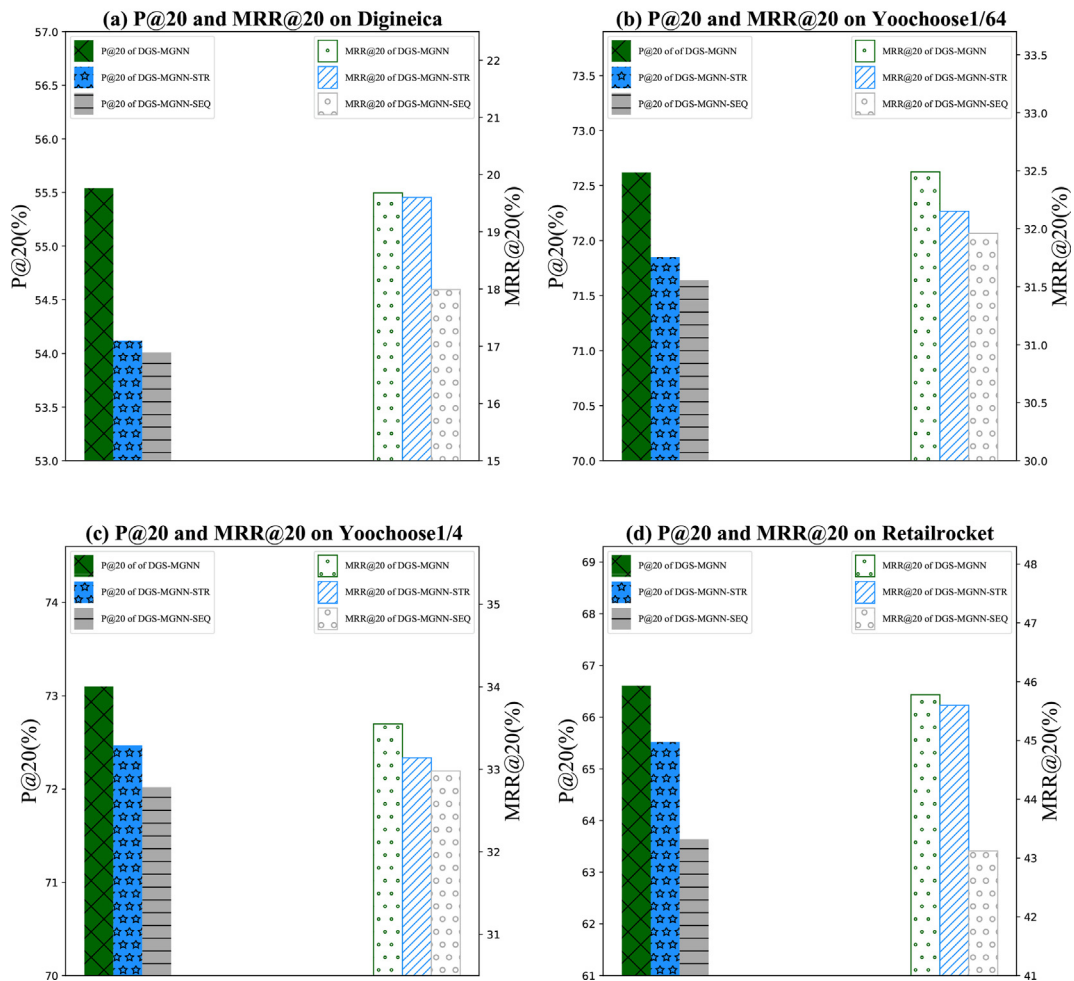 (a) P@20 and MRR@20 on Digineica
57.0
56.5
56.0
55.5
55.0
54.5
54.0
53.5
53.0
P@20(%)
P@20 of of DGS-MGNN
P@20 of DGS-MGNN-STR
P@20 of DGS-MGNN-SEQ
MRR@20 of DGS-MGNN
MRR@20 of DGS-MGNN-STR
MRR@20 of DGS-MGNN-SEQ
22
21
20
19
18
17
16
15
MRR@20(%)
(b) P@20 and MRR@20 on Yoochoose1/64
73.5
73.0
72.5
72.0
71.5
71.0
70.5
70.0
P@20(%)
P@20 of of DGS-MGNN
P@20 of DGS-MGNN-STR
P@20 of DGS-MGNN-SEQ
MRR@20 of DGS-MGNN
MRR@20 of DGS-MGNN-STR
MRR@20 of DGS-MGNN-SEQ
33.5
33.0
32.5
32.0
31.5
31.0
30.5
30.0
MRR@20(%)
(c) P@20 and MRR@20 on Yoochoose1/4
74
73
72
71
70
P@20(%)
P@20 of of DGS-MGNN
P@20 of DGS-MGNN-STR
P@20 of DGS-MGNN-SEQ
MRR@20 of DGS-MGNN
MRR@20 of DGS-MGNN-STR
MRR@20 of DGS-MGNN-SEQ
35
34
33
32
31
MRR@20(%)
(d) P@20 and MRR@20 on Retailrocket
69
68
67
66
65
64
63
62
61
P@20(%)
P@20 of of DGS-MGNN
P@20 of DGS-MGNN-STR
P@20 of DGS-MGNN-SEQ
MRR@20 of DGS-MGNN
MRR@20 of DGS-MGNN-STR
MRR@20 of DGS-MGNN-SEQ
48
47
46
45
44
43
42
41
MRR@20(%)